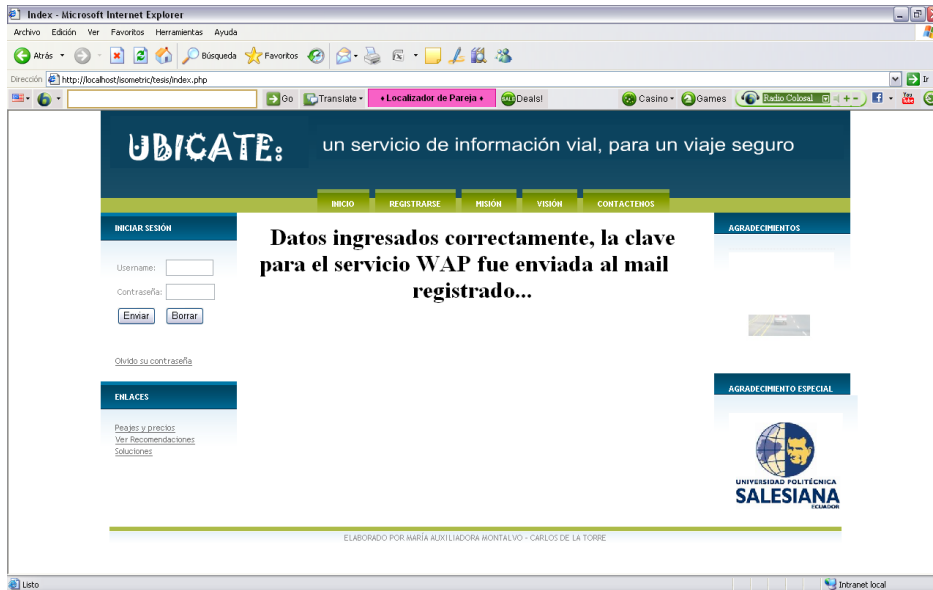 Index - Microsoft Internet Explorer
Archivo Edición Ver Favoritos Herramientas Ayuda
Atrás Búsqueda Favoritos
Dirección http://localhost/isometric/tesis/index.php Ir
Go Translate Localizador de Pareja Deals! Casino Games Radio Colosal
UBICATE: un servicio de información vial, para un viaje seguro
INICIO REGISTRARSE MISIÓN VISIÓN CONTACTENOS
INICIAR SESIÓN
Username:
Contraseña:
Enviar Borrar
Olvido su contraseña
ENLACES
Peajes y precios
Ver Recomendaciones
Soluciones
Datos ingresados correctamente, la clave
para el servicio WAP fue enviada al mail
registrado...
AGRADECIMIENTOS
AGRADECIMIENTO ESPECIAL
UNIVERSIDAD POLITÉCNICA
SALESIANA
ECUADOR
ELABORADO POR MARÍA AUXILIADORA MONTALVO - CARLOS DE LA TORRE
Listo Intranet local